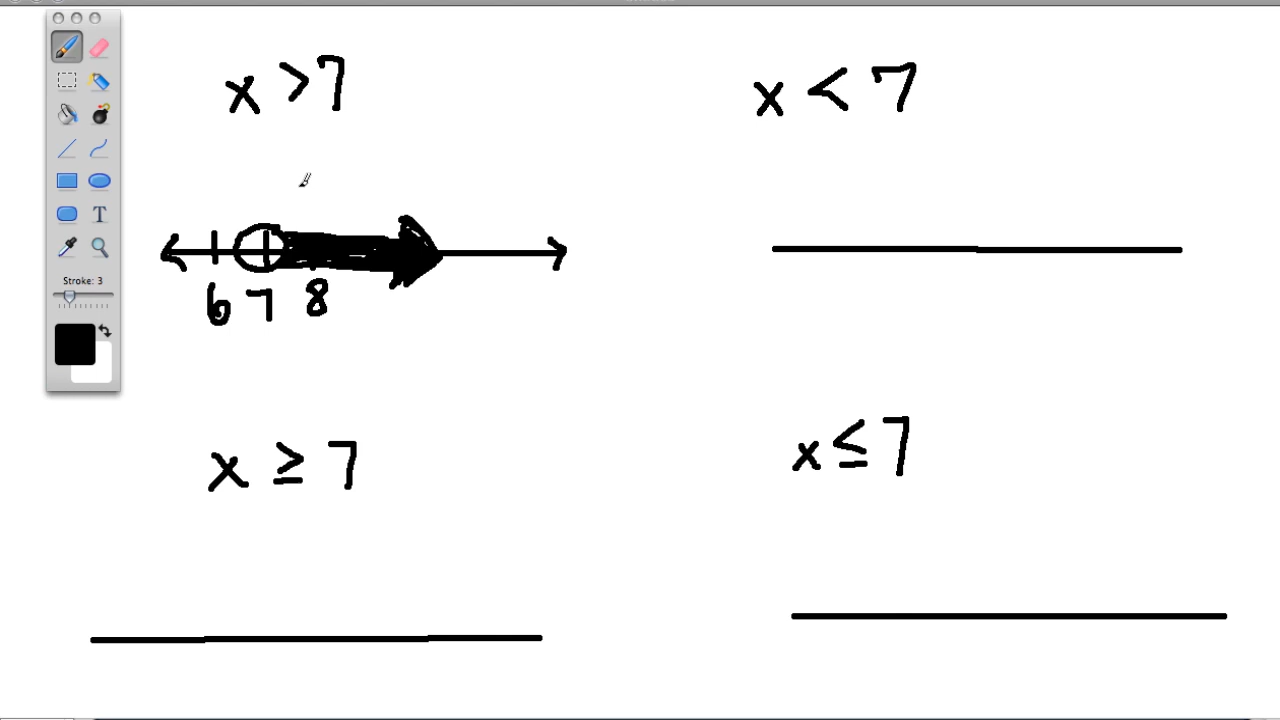 x > 7
x < 7
T
Stroke: 3
6 7 8
x ≥ 7
x ≤ 7